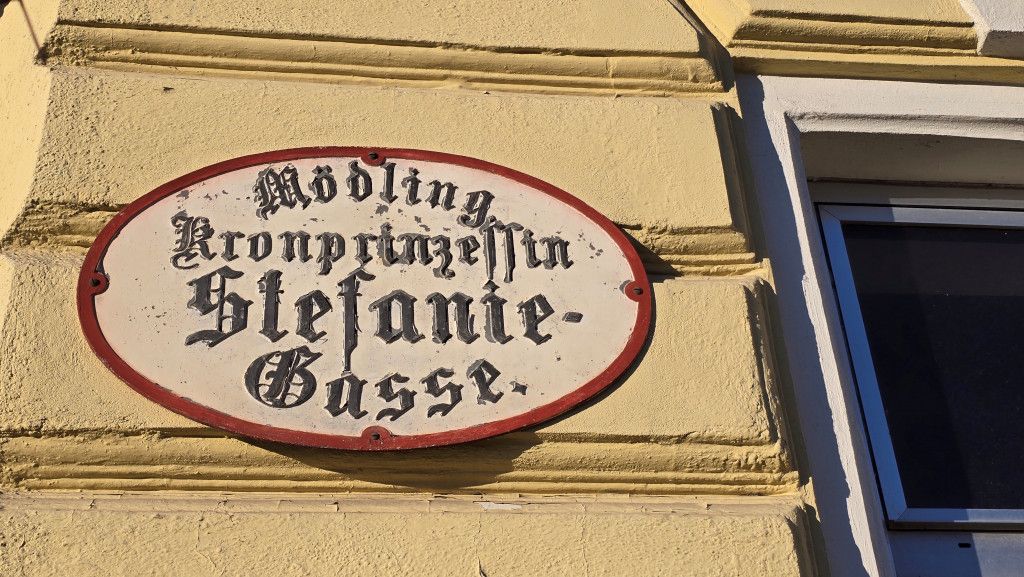 Mödling
Kronprinzeſſin
Stefanie-
Gasse.